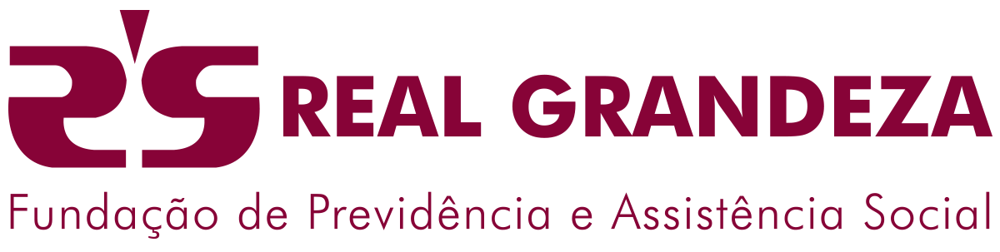 REAL GRANDEZA
Fundação de Previdência e Assistência Social